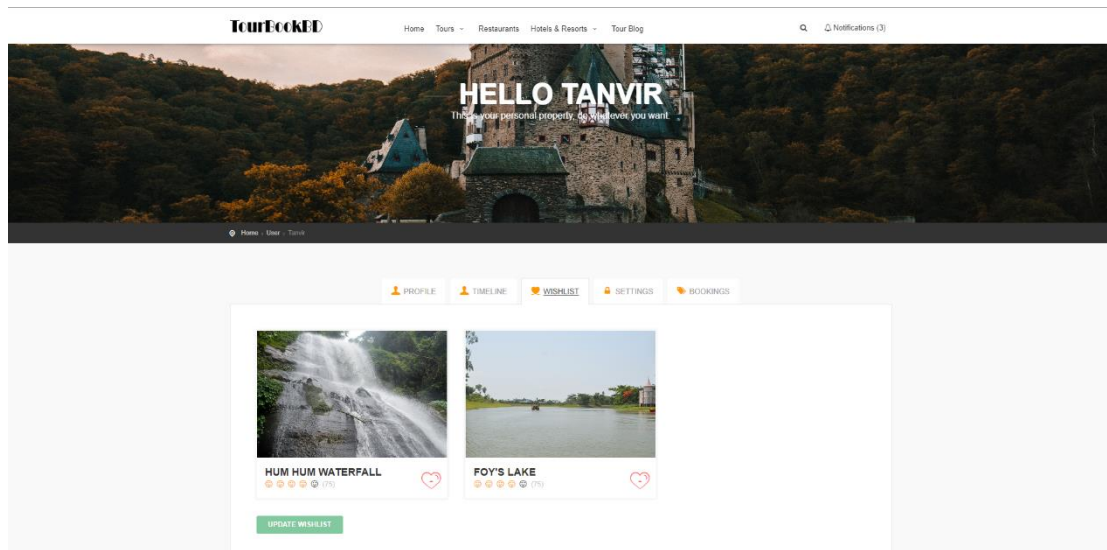 TourBookBD
Home Tours Restaurants Hotels & Resorts Tour Blog
Notifications (3)
HELLO TANVIR
This is your personal property, do whatever you want.
Home User Tanvir
PROFILE
TIMELINE
WISHLIST
SETTINGS
BOOKINGS
HUM HUM WATERFALL
(75)
FOY'S LAKE
(75)
UPDATE WISHLIST